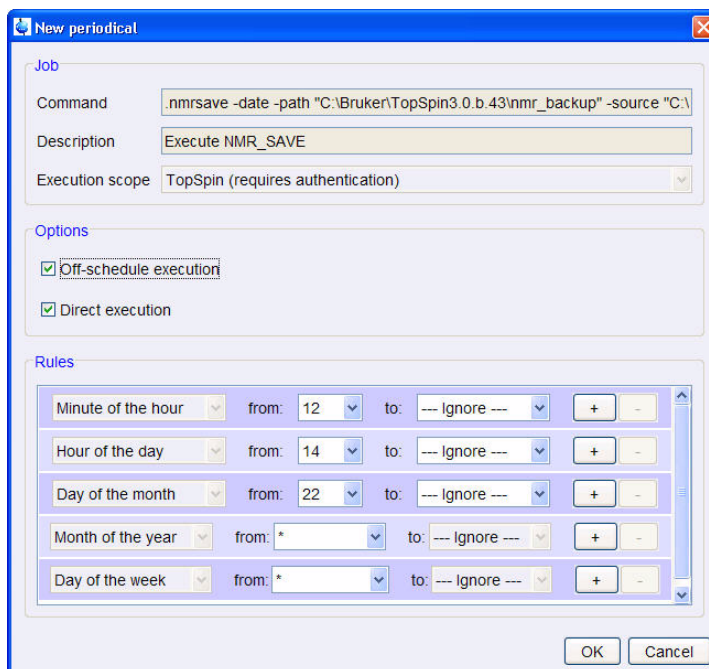 New periodical
Job
Command .nmrsave -date -path "C:\Bruker\TopSpin3.0.b.43\nmr_backup" -source "C:\
Description Execute NMR_SAVE
Execution scope TopSpin (requires authentication)
Options
Off-schedule execution
Direct execution
Rules
Minute of the hour from: 12 to: --- Ignore --- + -
Hour of the day from: 14 to: --- Ignore --- + -
Day of the month from: 22 to: --- Ignore --- + -
Month of the year from: * to: --- Ignore --- + -
Day of the week from: * to: --- Ignore --- + -
OK Cancel